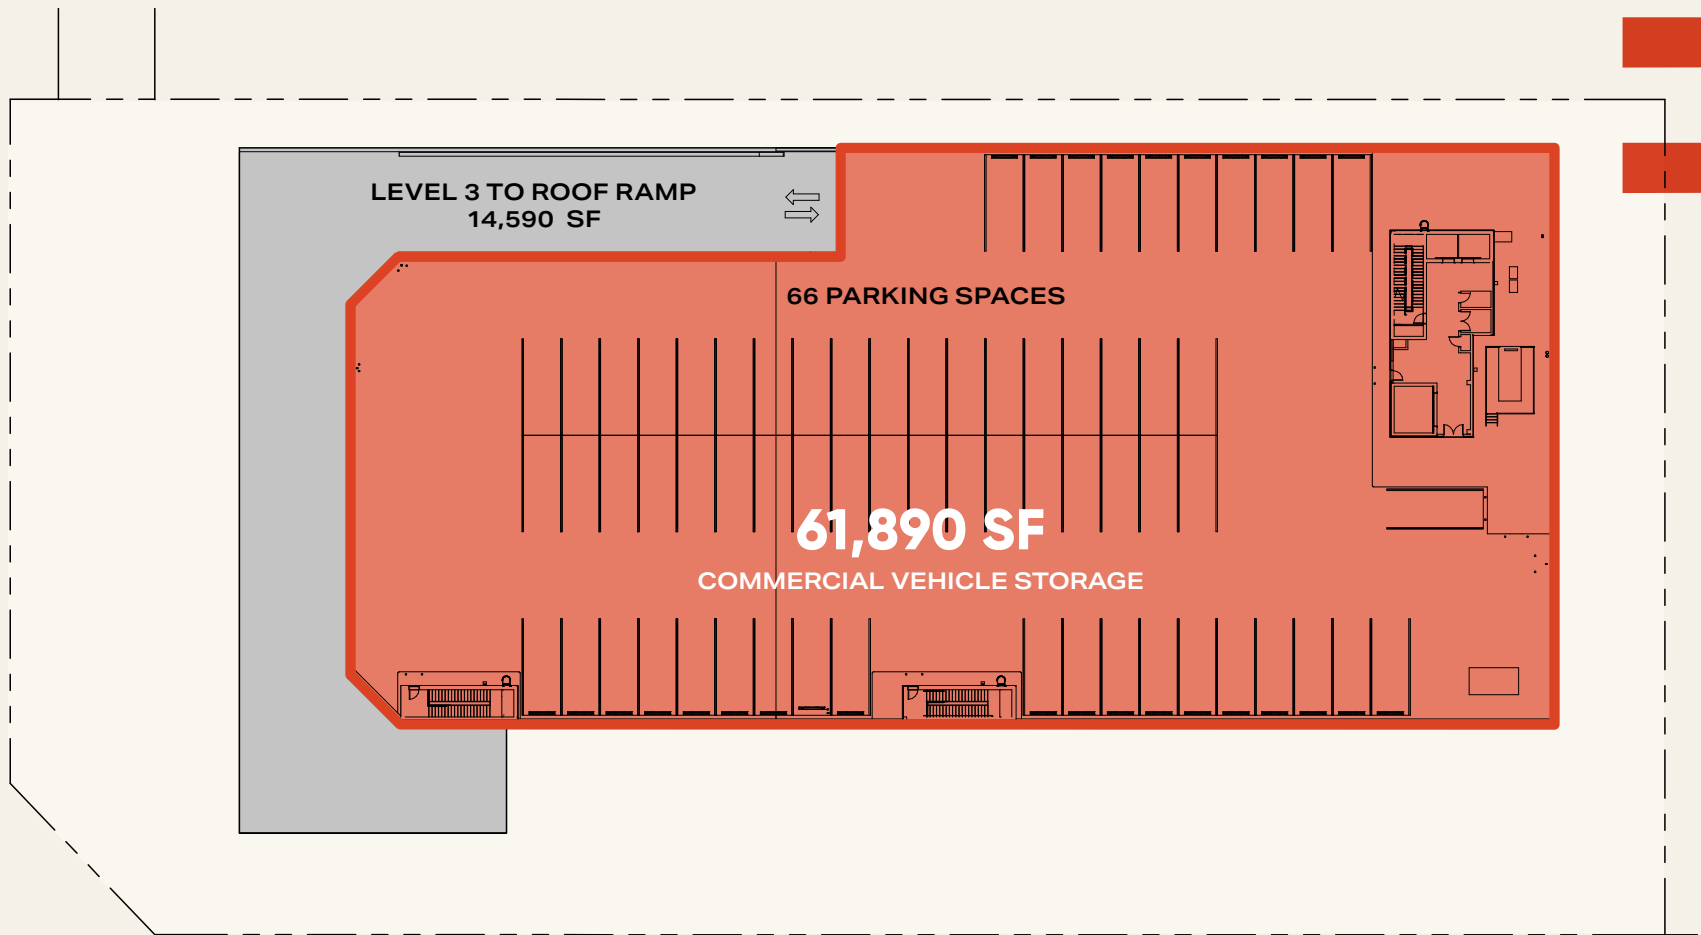 LEVEL 3 TO ROOF RAMP
14,590 SF
66 PARKING SPACES
61,890 SF
COMMERCIAL VEHICLE STORAGE